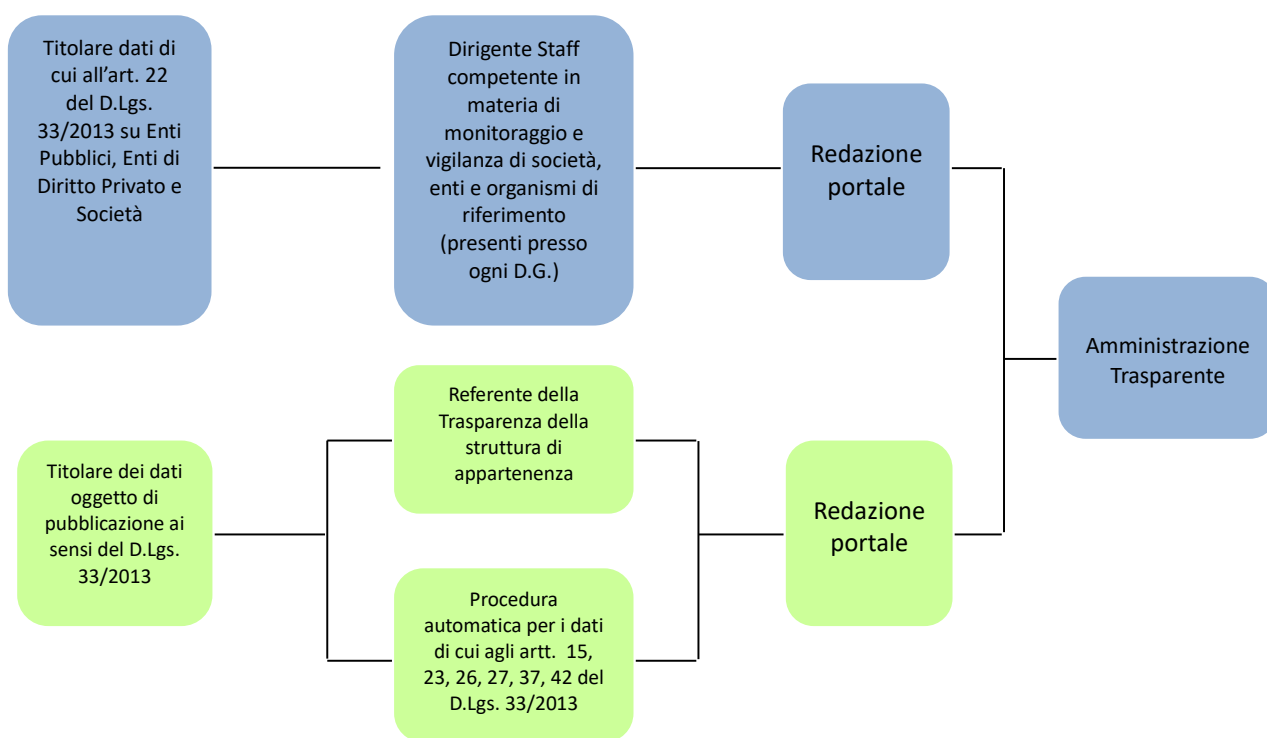 Titolare dati di
cui all’art. 22
del D.Lgs.
33/2013 su Enti
Pubblici, Enti di
Diritto Privato e
Società
Dirigente Staff
competente in
materia di
monitoraggio e
vigilanza di società,
enti e organismi di
riferimento
(presenti presso
ogni D.G.)
Redazione
portale
Amministrazione
Trasparente
Titolare dei dati
oggetto di
pubblicazione ai
sensi del D.Lgs.
33/2013
Referente della
Trasparenza della
struttura di
appartenenza
Procedura
automatica per i dati
di cui agli artt. 15,
23, 26, 27, 37, 42 del
D.Lgs. 33/2013
Redazione
portale